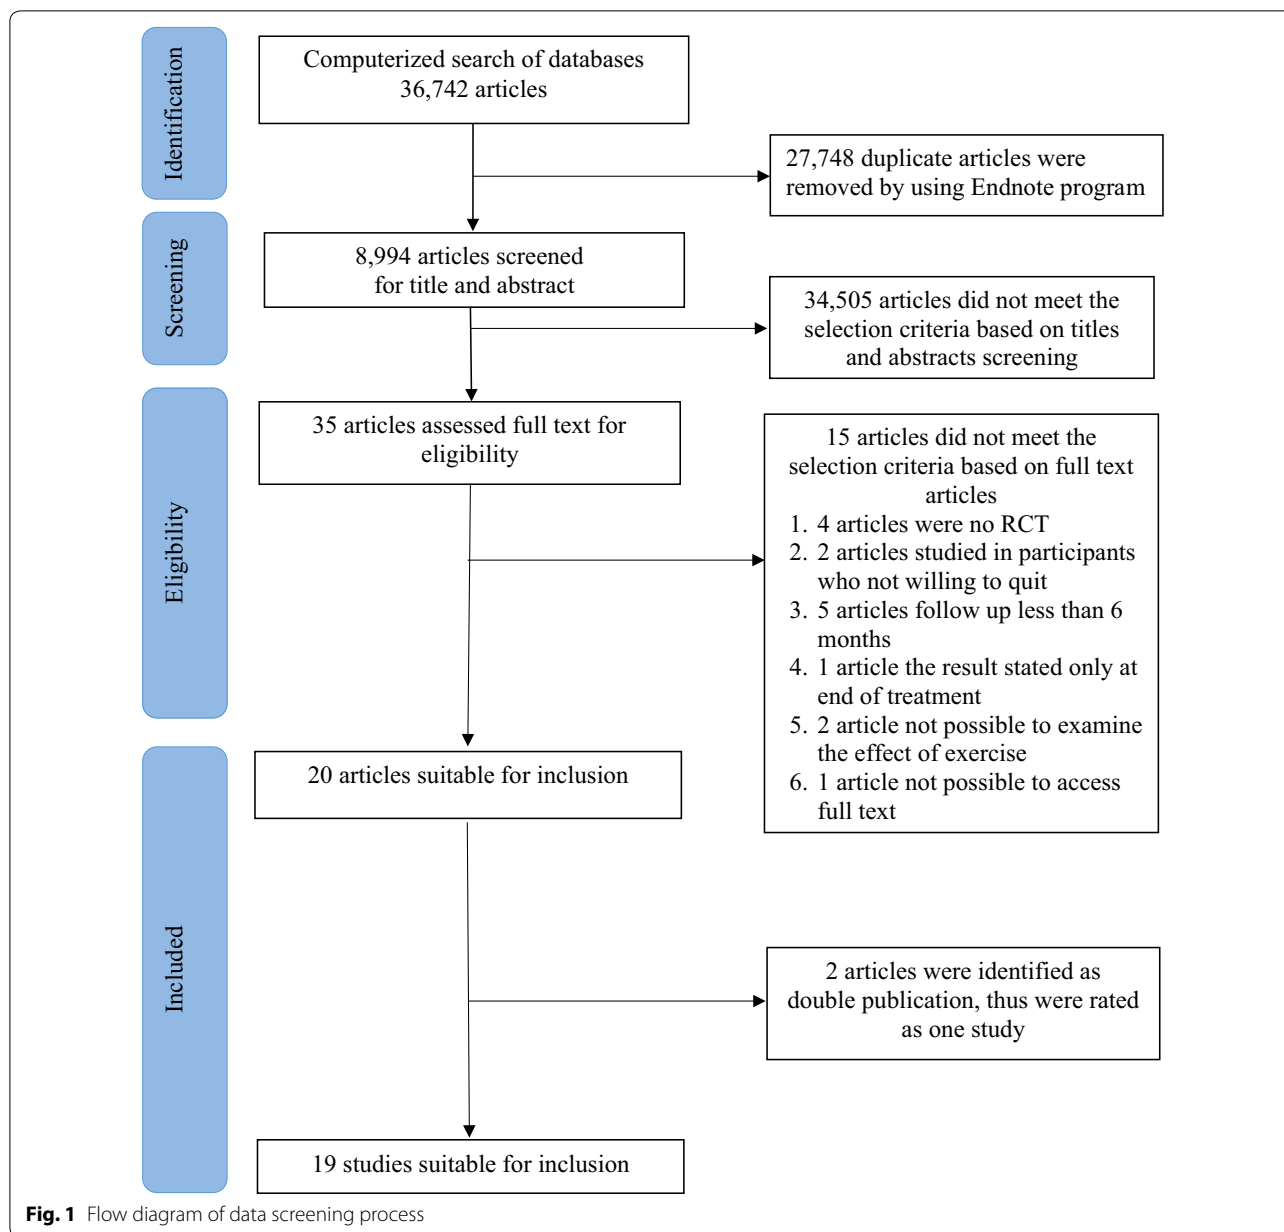 Identification
Computerized search of databases
36,742 articles
27,748 duplicate articles were
removed by using Endnote program
Screening
8,994 articles screened
for title and abstract
34,505 articles did not meet the
selection criteria based on titles
and abstracts screening
Eligibility
35 articles assessed full text for
eligibility
15 articles did not meet the
selection criteria based on full text
articles
1. 4 articles were no RCT
2. 2 articles studied in participants
who not willing to quit
3. 5 articles follow up less than 6
months
4. 1 article the result stated only at
end of treatment
5. 2 article not possible to examine
the effect of exercise
6. 1 article not possible to access
full text
Included
20 articles suitable for inclusion
2 articles were identified as
double publication, thus were rated
as one study
19 studies suitable for inclusion
Fig. 1 Flow diagram of data screening process